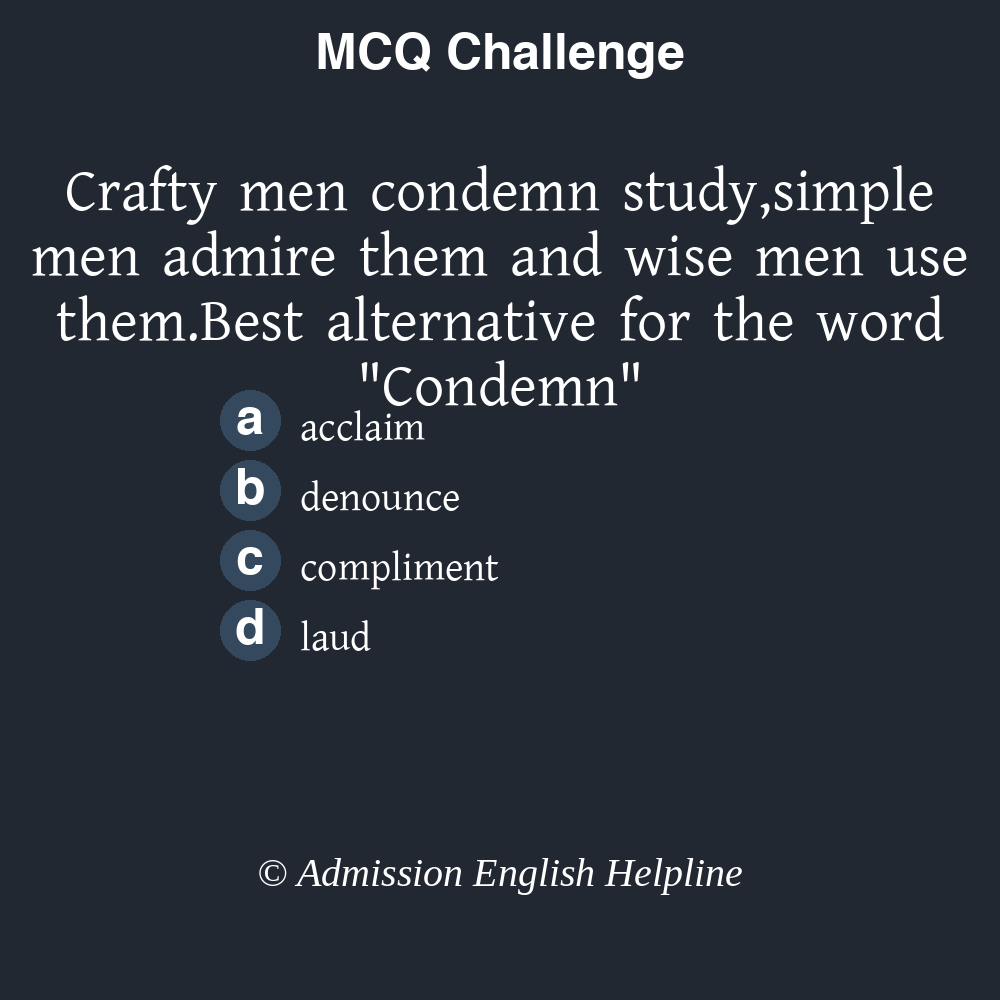 MCQ Challenge
Crafty men condemn study,simple
men admire them and wise men use
them.Best alternative for the word
"Condemn"
a acclaim
b denounce
c compliment
d laud
© Admission English Helpline